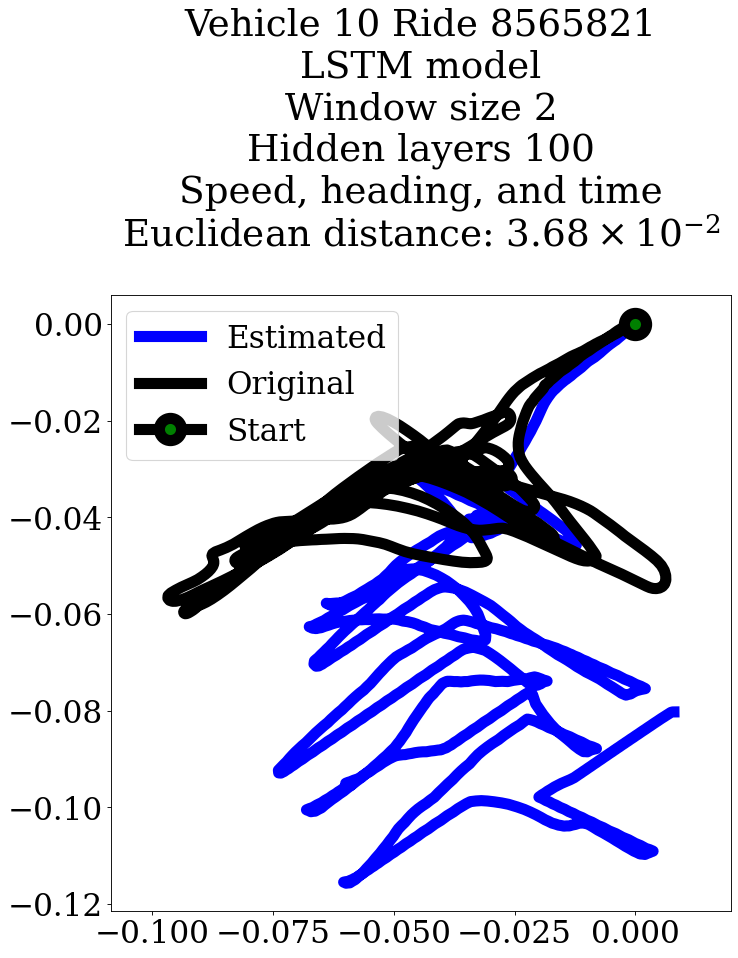 Vehicle 10 Ride 8565821
LSTM model
Window size 2
Hidden layers 100
Speed, heading, and time
Euclidean distance: 3.68 × 10⁻²
Estimated
Original
Start
0.00
−0.02
−0.04
−0.06
−0.08
−0.10
−0.12
−0.100 −0.075 −0.050 −0.025 0.000